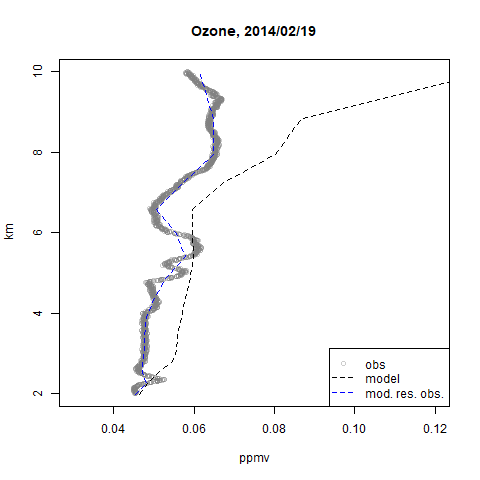 Ozone, 2014/02/19
km
10
8
6
4
2
0.04 0.06 0.08 0.10 0.12
ppmv
obs
model
mod. res. obs.